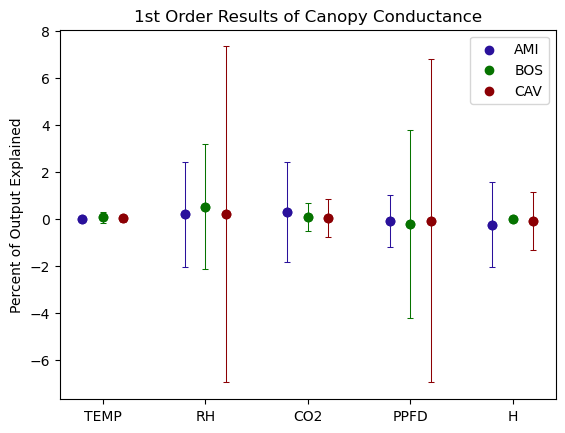 1st Order Results of Canopy Conductance
AMI
BOS
CAV
Percent of Output Explained
8
6
4
2
0
−2
−4
−6
TEMP RH CO2 PPFD H